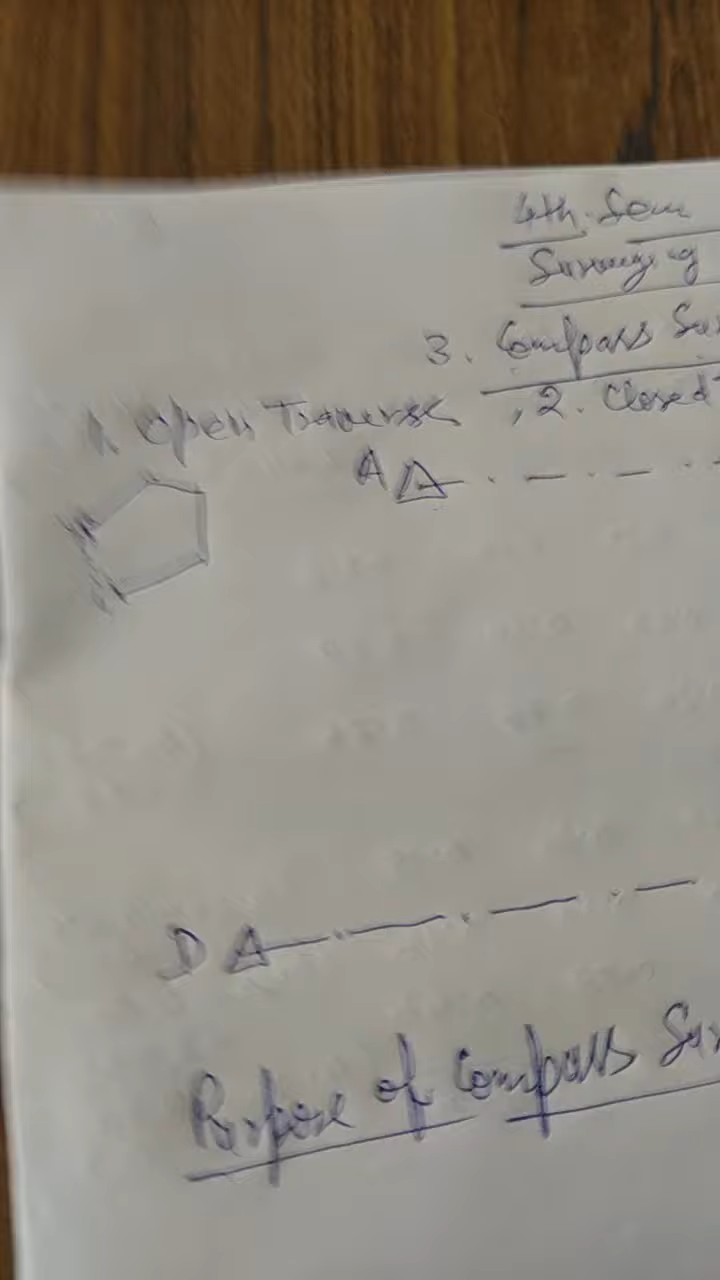 4th. Sem
Surveying
3. Compass
1. Open Traverse, 2. Closed
A
D
Purpose of Compass